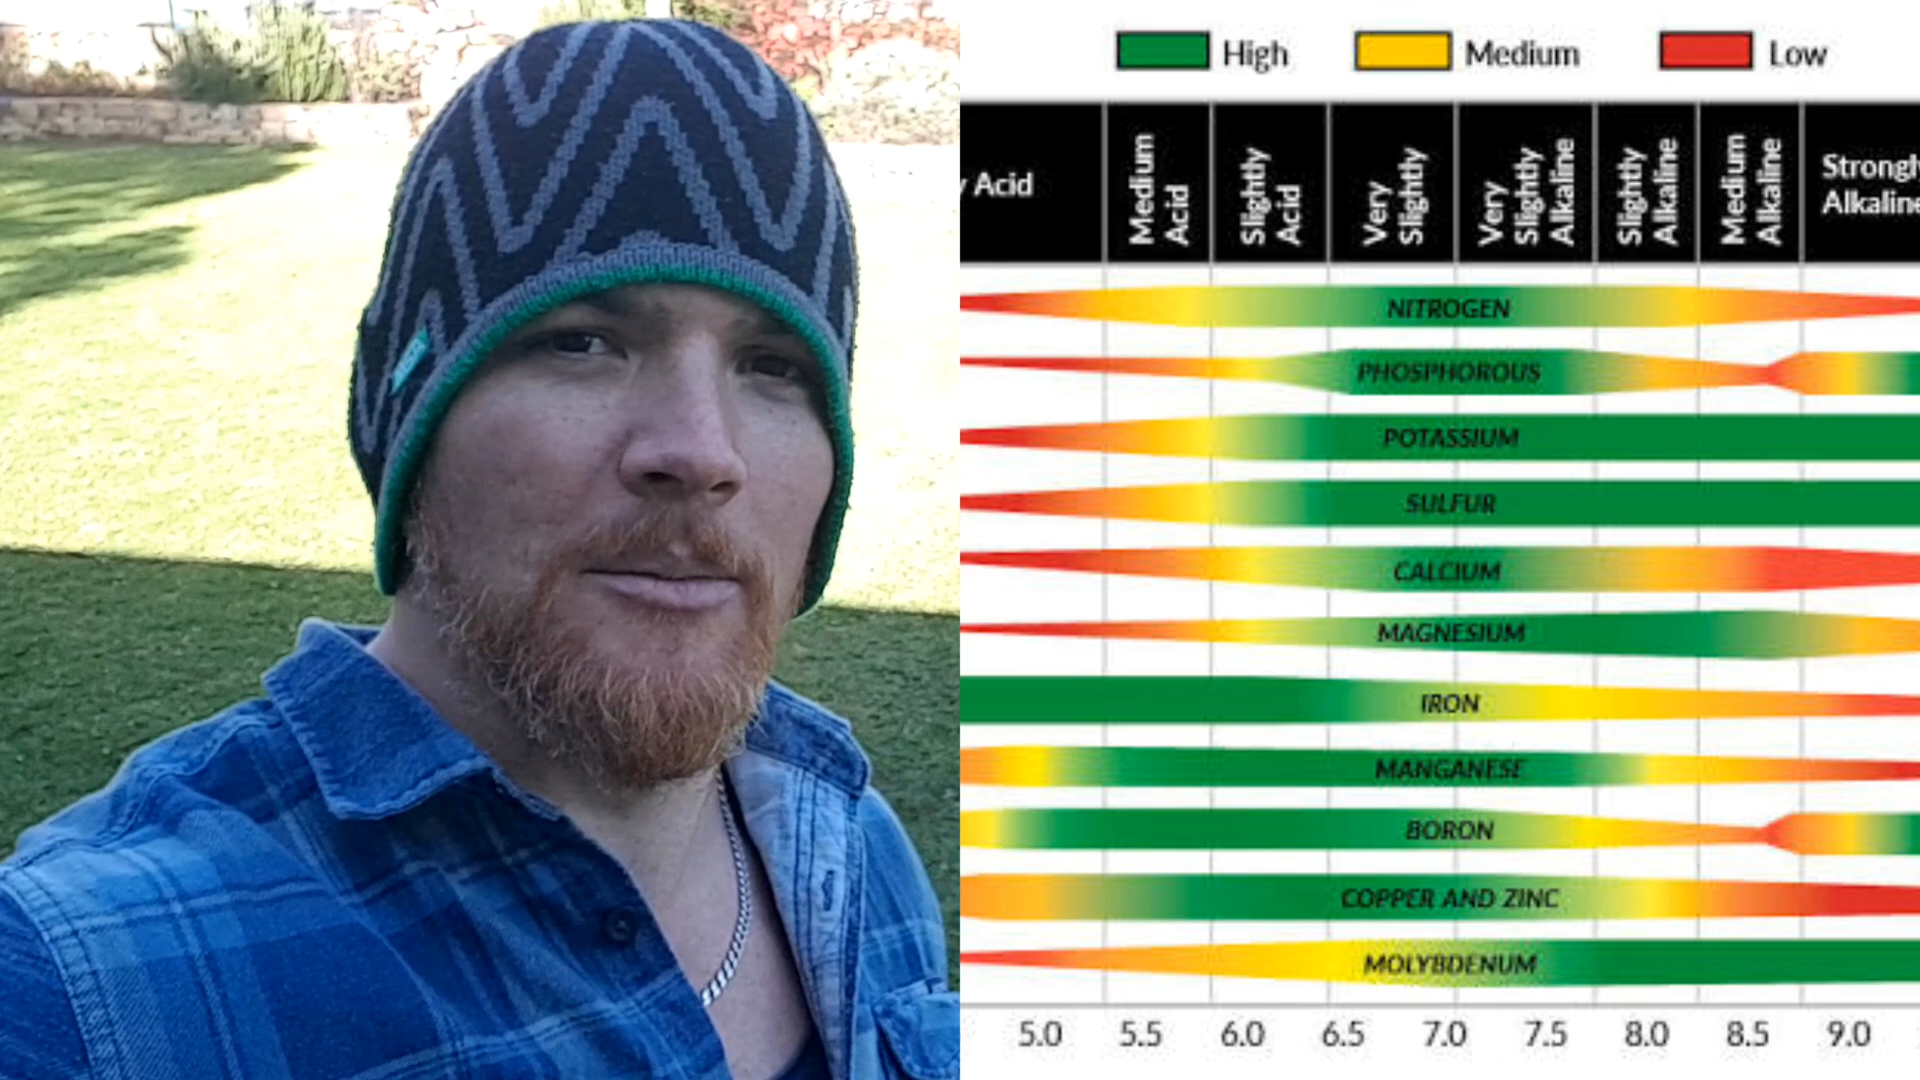 High Medium Low
y Acid
Medium
Acid
Slightly
Acid
Very
Slightly
Very
Slightly
Alkaline
Slightly
Alkaline
Medium
Alkaline
Strongly
Alkaline
NITROGEN
PHOSPHOROUS
POTASSIUM
SULFUR
CALCIUM
MAGNESIUM
IRON
MANGANESE
BORON
COPPER AND ZINC
MOLYBDENUM
5.0 5.5 6.0 6.5 7.0 7.5 8.0 8.5 9.0